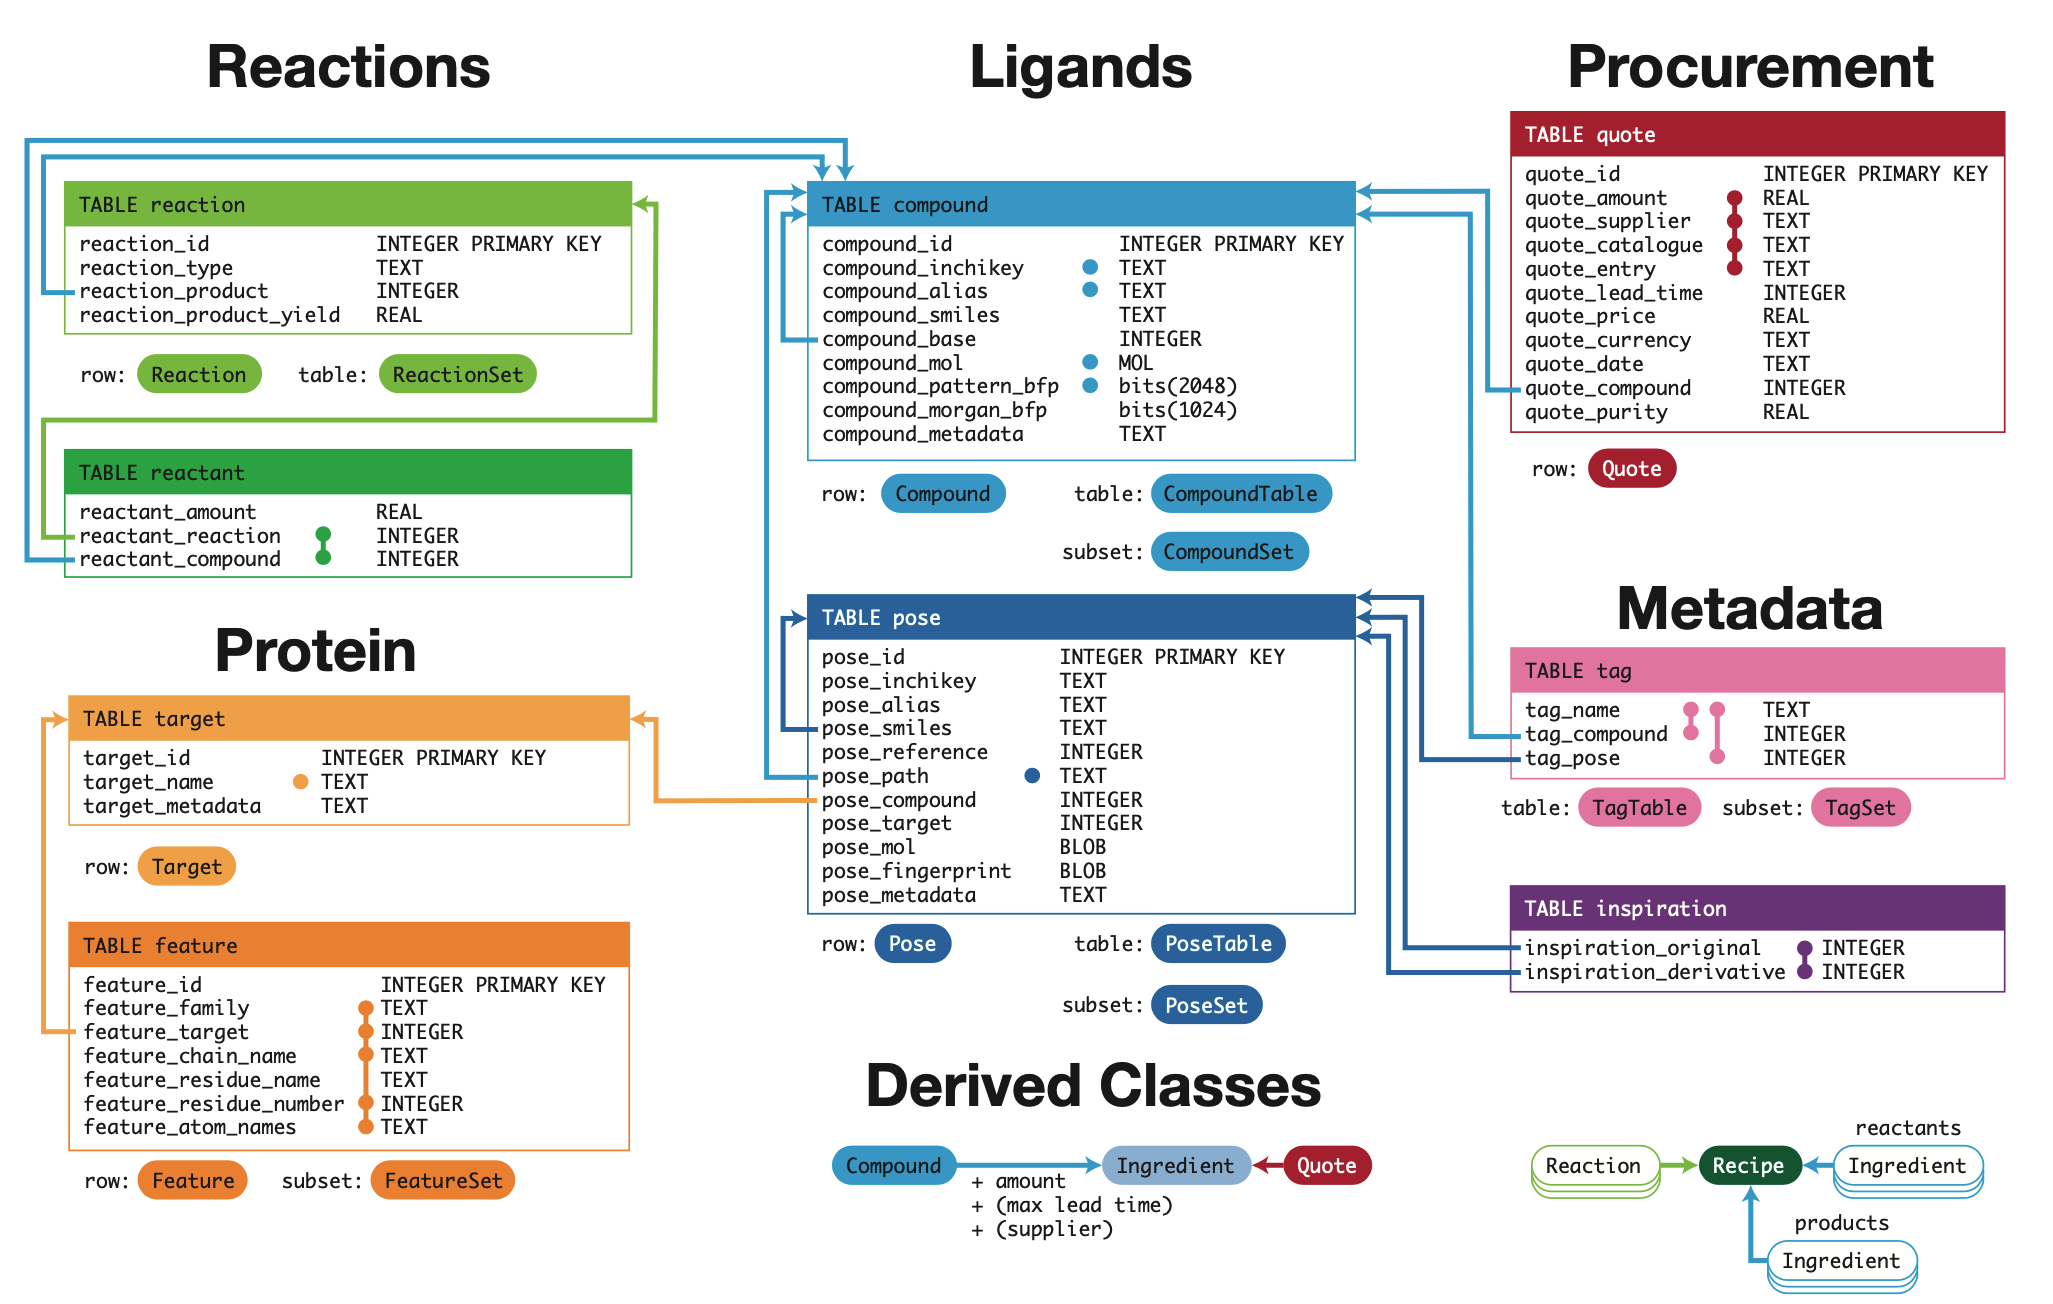 Reactions
TABLE reaction
reaction_id INTEGER PRIMARY KEY
reaction_type TEXT
reaction_product INTEGER
reaction_product_yield REAL
row: Reaction table: ReactionSet
TABLE reactant
reactant_amount REAL
reactant_reaction INTEGER
reactant_compound INTEGER
Protein
TABLE target
target_id INTEGER PRIMARY KEY
target_name TEXT
target_metadata TEXT
row: Target
TABLE feature
feature_id INTEGER PRIMARY KEY
feature_family TEXT
feature_target INTEGER
feature_chain_name TEXT
feature_residue_name TEXT
feature_residue_number INTEGER
feature_atom_names TEXT
row: Feature subset: FeatureSet
Ligands
TABLE compound
compound_id INTEGER PRIMARY KEY
compound_inchikey TEXT
compound_alias TEXT
compound_smiles TEXT
compound_base INTEGER
compound_mol MOL
compound_pattern_bfp bits(2048)
compound_morgan_bfp bits(1024)
compound_metadata TEXT
row: Compound table: CompoundTable
subset: CompoundSet
TABLE pose
pose_id INTEGER PRIMARY KEY
pose_inchikey TEXT
pose_alias TEXT
pose_smiles TEXT
pose_reference INTEGER
pose_path TEXT
pose_compound INTEGER
pose_target INTEGER
pose_mol BLOB
pose_fingerprint BLOB
pose_metadata TEXT
row: Pose table: PoseTable
subset: PoseSet
Procurement
TABLE quote
quote_id INTEGER PRIMARY KEY
quote_amount REAL
quote_supplier TEXT
quote_catalogue TEXT
quote_entry TEXT
quote_lead_time INTEGER
quote_price REAL
quote_currency TEXT
quote_date TEXT
quote_compound INTEGER
quote_purity REAL
row: Quote
Metadata
TABLE tag
tag_name TEXT
tag_compound INTEGER
tag_pose INTEGER
table: TagTable subset: TagSet
TABLE inspiration
inspiration_original INTEGER
inspiration_derivative INTEGER
Derived Classes
Compound Ingredient Quote
+ amount
+ (max lead time)
+ (supplier)
reactants
Reaction Recipe Ingredient
products
Ingredient